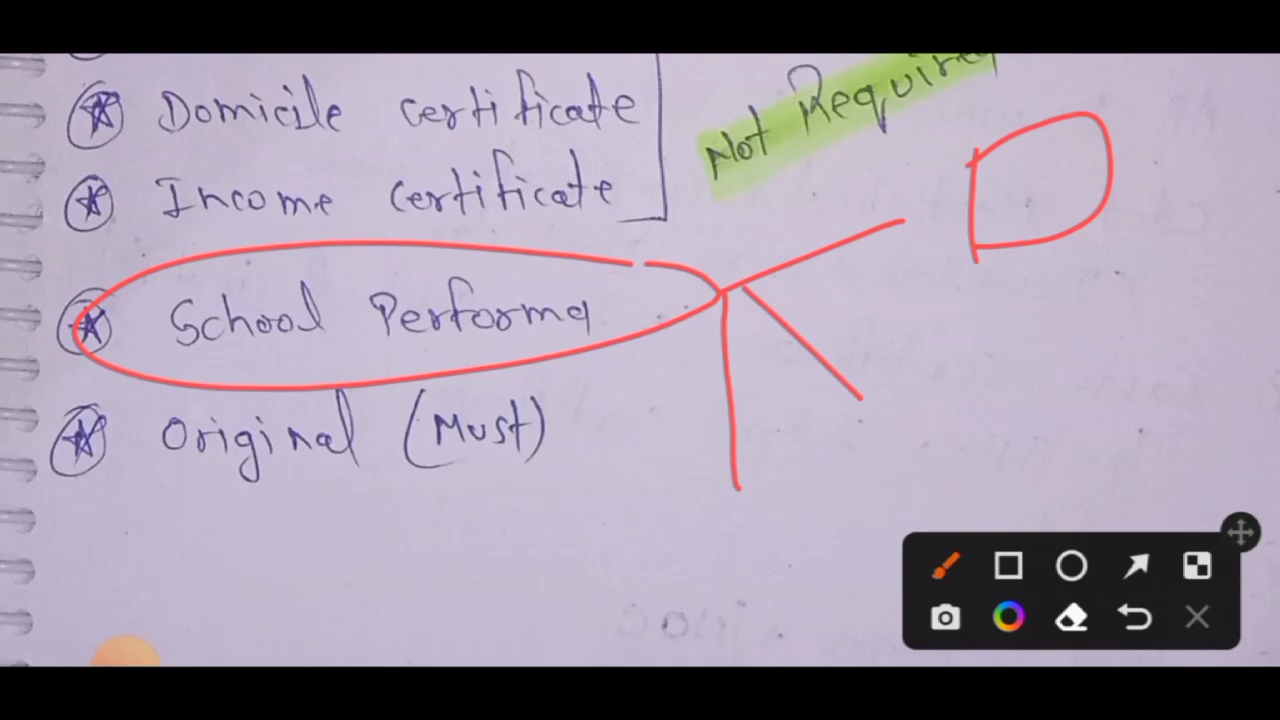 Domicile certificate
Not Required
Income certificate
School Performa
Original (Must)